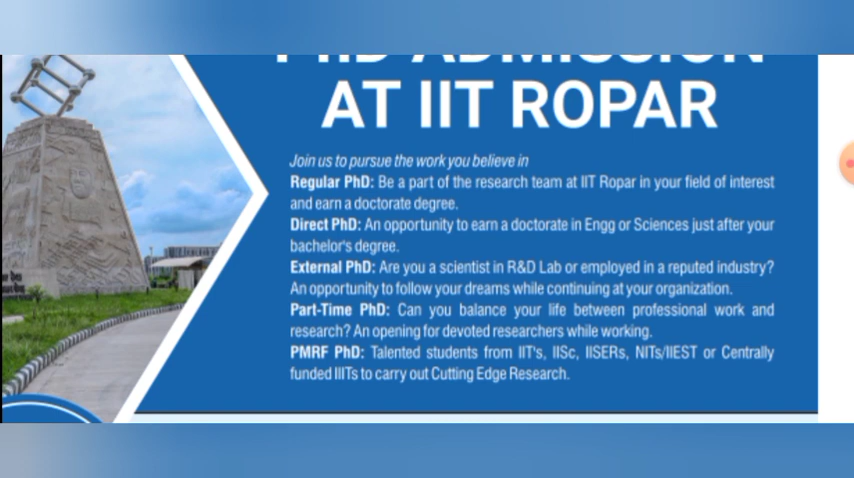 PhD ADMISSION
AT IIT ROPAR
Join us to pursue the work you believe in
Regular PhD: Be a part of the research team at IIT Ropar in your field of interest
and earn a doctorate degree.
Direct PhD: An opportunity to earn a doctorate in Engg or Sciences just after your
bachelor's degree.
External PhD: Are you a scientist in R&D Lab or employed in a reputed industry?
An opportunity to follow your dreams while continuing at your organization.
Part-Time PhD: Can you balance your life between professional work and
research? An opening for devoted researchers while working.
PMRF PhD: Talented students from IIT's, IISc, IISERs, NITs/IIEST or Centrally
funded IIITs to carry out Cutting Edge Research.